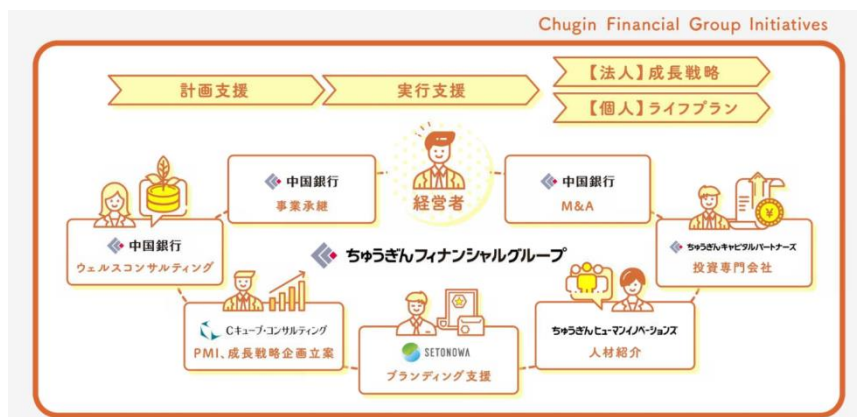 Chugin Financial Group Initiatives
計画支援
実行支援
【法人】成長戦略
【個人】ライフプラン
経営者
中国銀行
事業承継
中国銀行
M&A
中国銀行
ウェルスコンサルティング
ちゅうぎんフィナンシャルグループ
ちゅうぎんキャピタルパートナーズ
投資専門会社
Cキューブ・コンサルティング
PMI、成長戦略企画立案
SETONOWA
ブランディング支援
ちゅうぎんヒューマンイノベーションズ
人材紹介